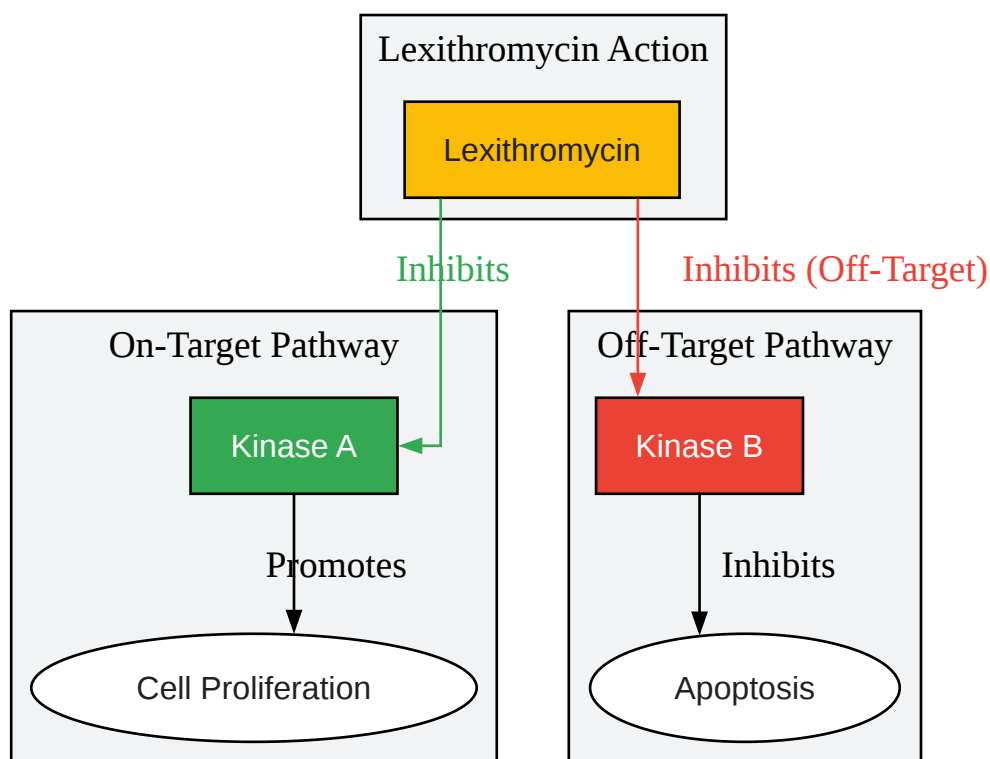 Lexithromycin Action
Lexithromycin
Inhibits
Inhibits (Off-Target)
On-Target Pathway
Off-Target Pathway
Kinase A
Kinase B
Promotes
Inhibits
Cell Proliferation
Apoptosis